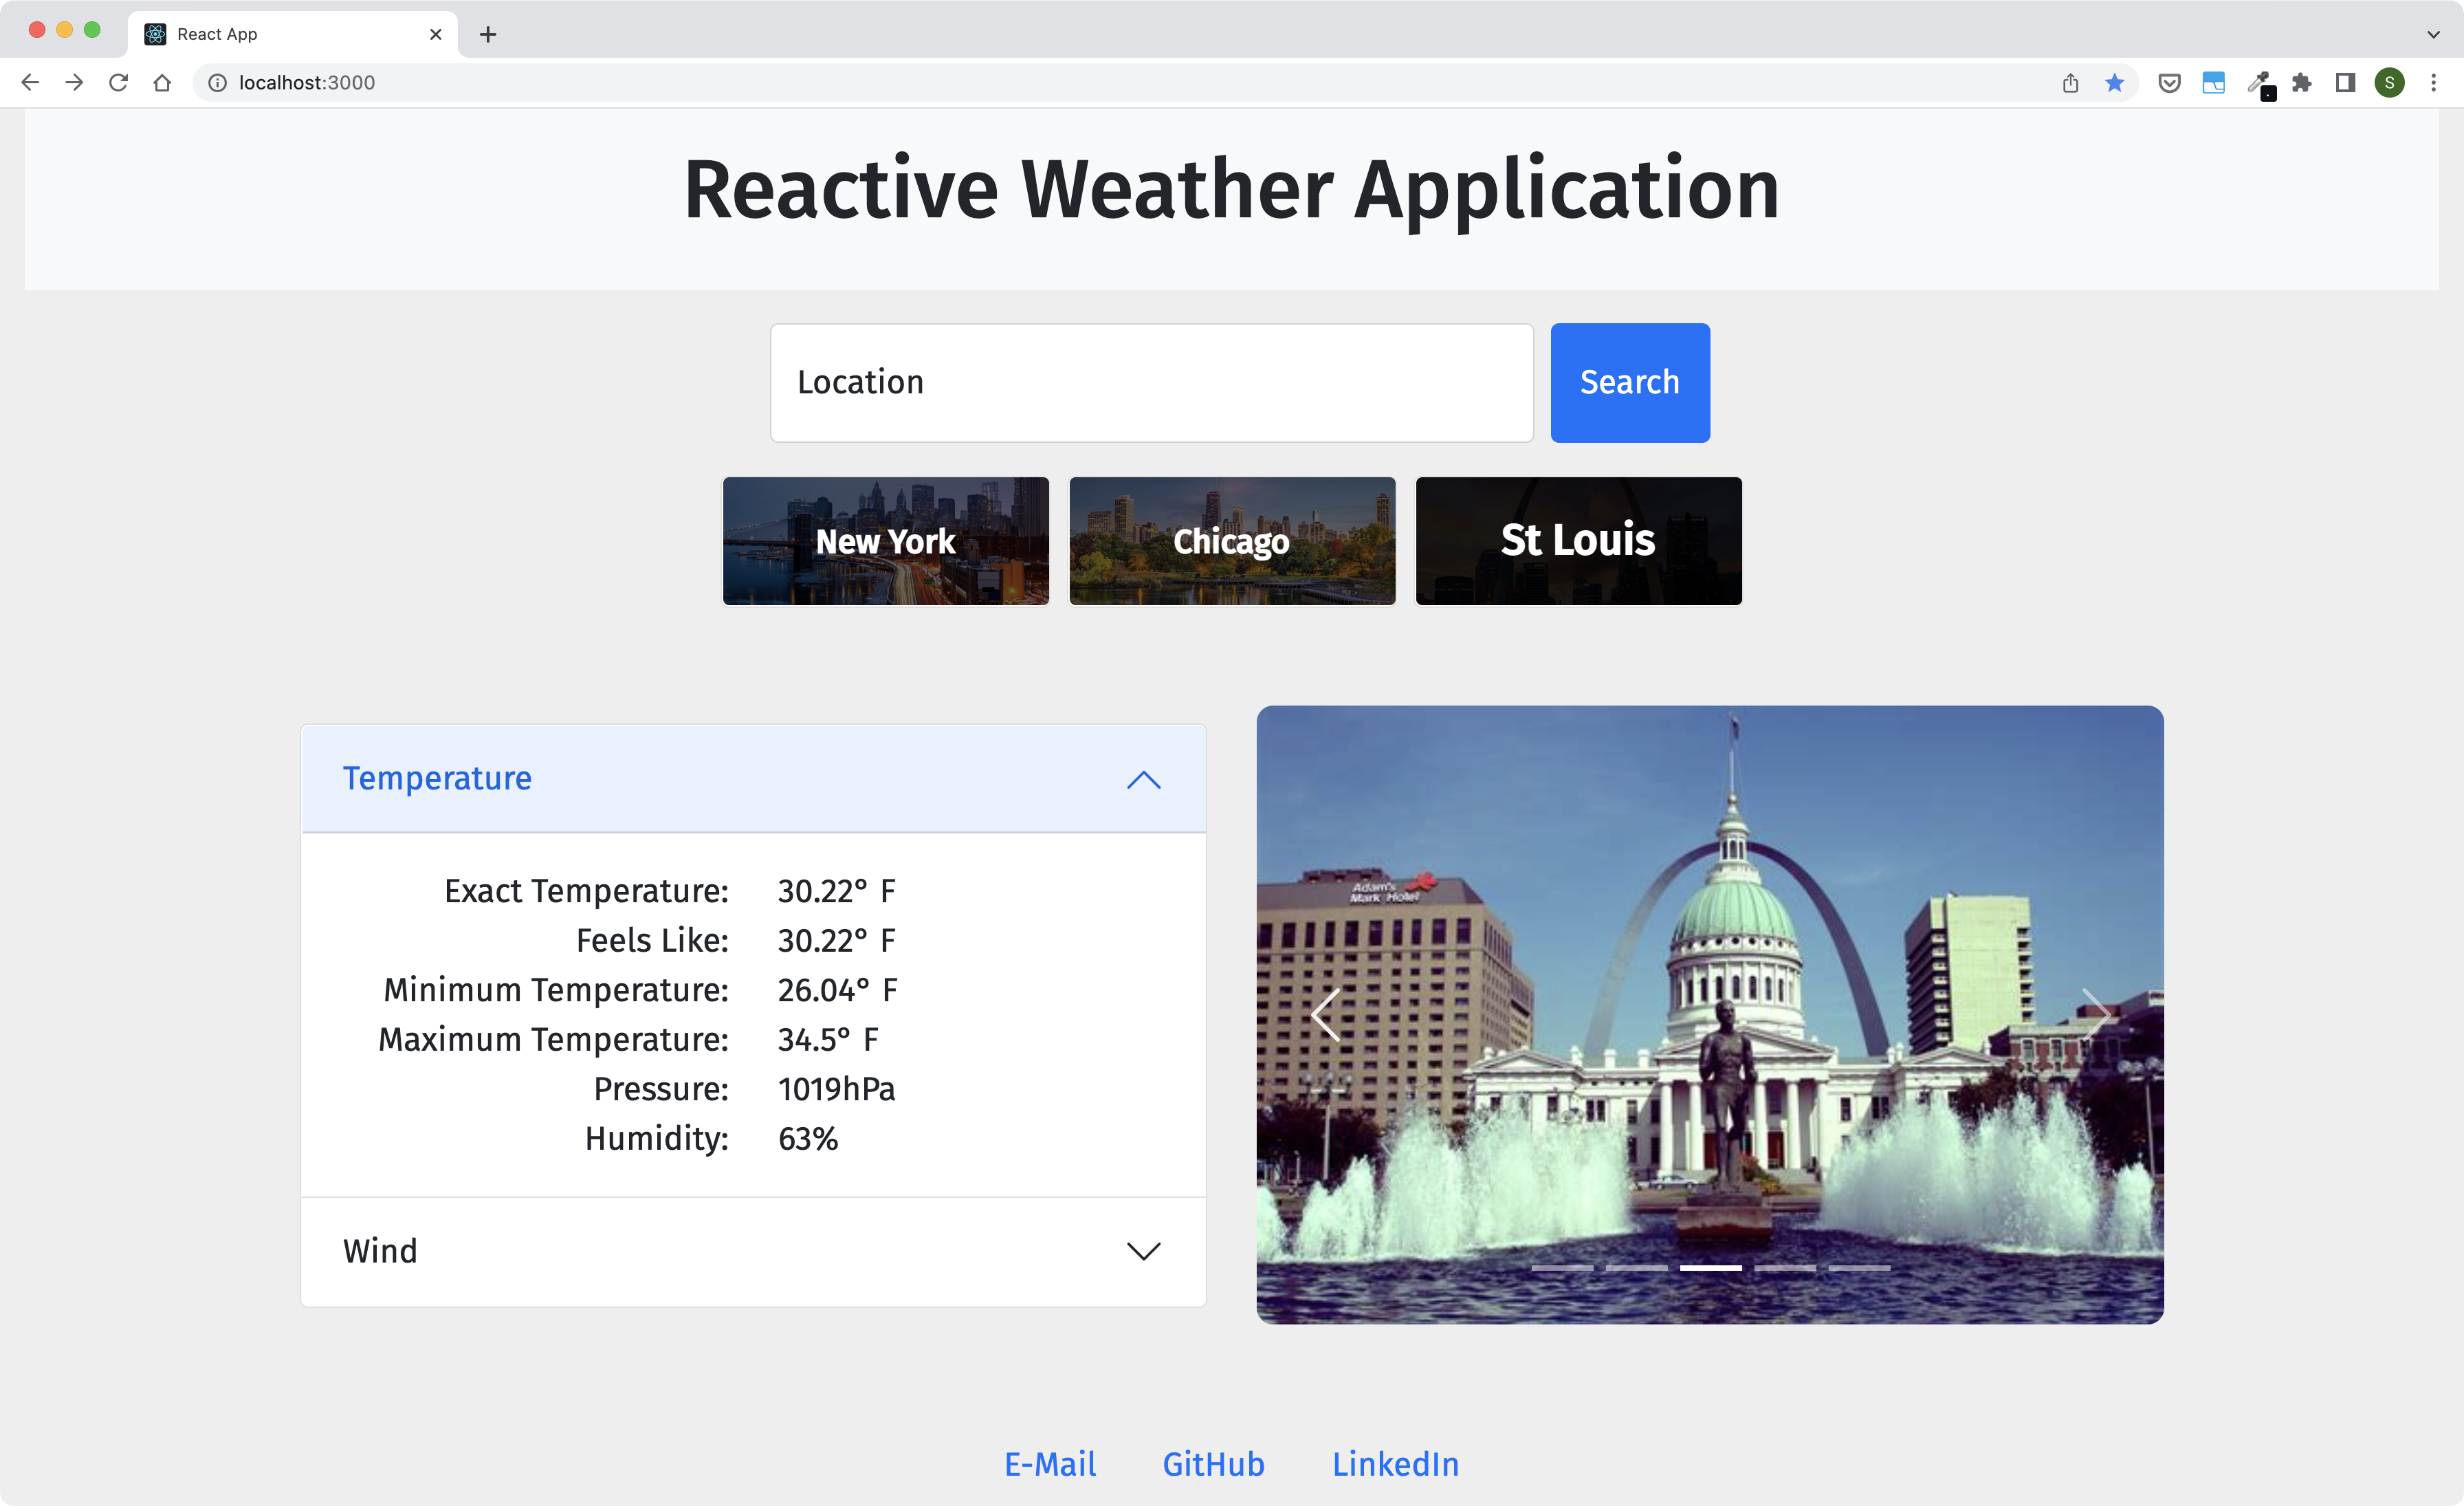 React App
localhost:3000
S
Reactive Weather Application
Location
Search
New York
Chicago
St Louis
Temperature
Exact Temperature: 30.22° F
Feels Like: 30.22° F
Minimum Temperature: 26.04° F
Maximum Temperature: 34.5° F
Pressure: 1019hPa
Humidity: 63%
Wind
Adam's
Mark Hotel
E-Mail GitHub LinkedIn